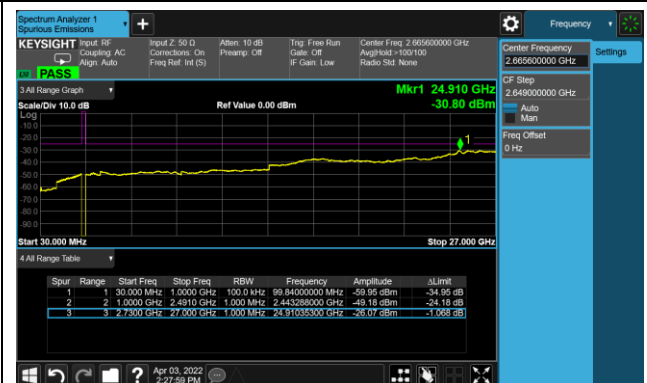 Spectrum Analyzer 1
Spurious Emissions
Frequency
KEYSIGHT
Input: RF
Coupling: AC
Align: Auto
Input Z: 50 Ω
Corrections: On
Freq Ref: Int (S)
Atten: 10 dB
Preamp: Off
Trig: Free Run
Gate: Off
IF Gain: Low
Center Freq: 2.665600000 GHz
Avg|Hold:>100/100
Radio Std: None
PASS
Center Frequency
2.665600000 GHz
Settings
CF Step
2.649000000 GHz
Auto
Man
Freq Offset
0 Hz
3 All Range Graph
Mkr1 24.910 GHz
-30.80 dBm
Scale/Div 10.0 dB
Ref Value 0.00 dBm
Log
-10.0
-20.0
-30.0
-40.0
-50.0
-60.0
-70.0
-80.0
-90.0
1
Start 30.000 MHz
Stop 27.000 GHz
4 All Range Table
Spur Range Start Freq Stop Freq RBW Frequency Amplitude ΔLimit
1 1 30.000 MHz 1.0000 GHz 100.0 kHz 99.84000000 MHz -59.95 dBm -34.95 dB
2 2 1.0000 GHz 2.4910 GHz 1.000 MHz 2.443288000 GHz -49.18 dBm -24.18 dB
3 3 2.7300 GHz 27.000 GHz 1.000 MHz 24.91035300 GHz -26.07 dBm -1.068 dB
?
Apr 03, 2022
2:27:59 PM